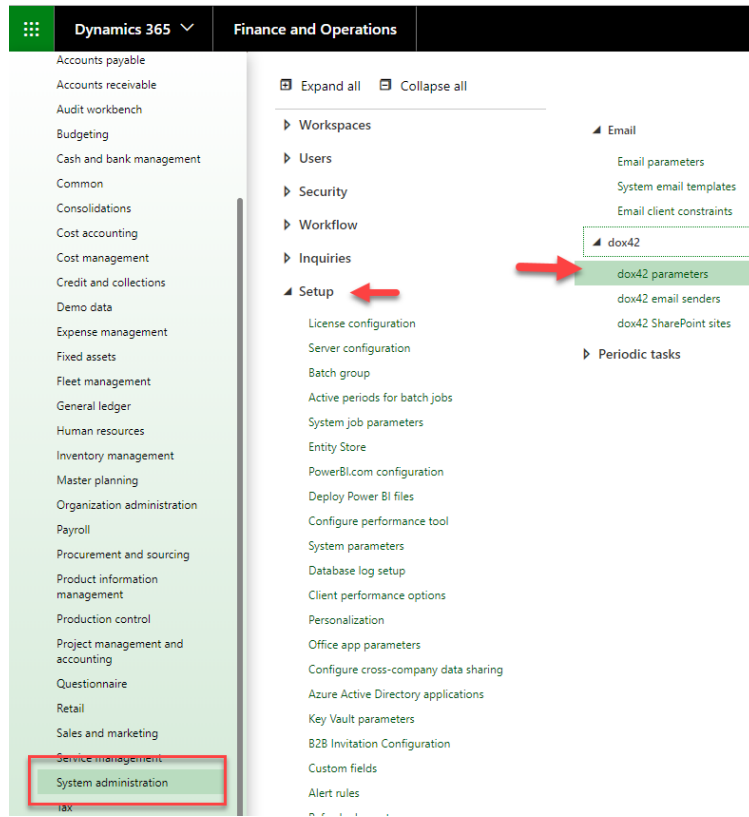 Dynamics 365
Finance and Operations
Accounts payable
Accounts receivable
Audit workbench
Budgeting
Cash and bank management
Common
Consolidations
Cost accounting
Cost management
Credit and collections
Demo data
Expense management
Fixed assets
Fleet management
General ledger
Human resources
Inventory management
Master planning
Organization administration
Payroll
Procurement and sourcing
Product information
management
Production control
Project management and
accounting
Questionnaire
Retail
Sales and marketing
Service management
System administration
Tax
Expand all
Collapse all
Workspaces
Users
Security
Workflow
Inquiries
Setup
License configuration
Server configuration
Batch group
Active periods for batch jobs
System job parameters
Entity Store
PowerBI.com configuration
Deploy Power BI files
Configure performance tool
System parameters
Database log setup
Client performance options
Personalization
Office app parameters
Configure cross-company data sharing
Azure Active Directory applications
Key Vault parameters
B2B Invitation Configuration
Custom fields
Alert rules
Email
Email parameters
System email templates
Email client constraints
dox42
dox42 parameters
dox42 email senders
dox42 SharePoint sites
Periodic tasks